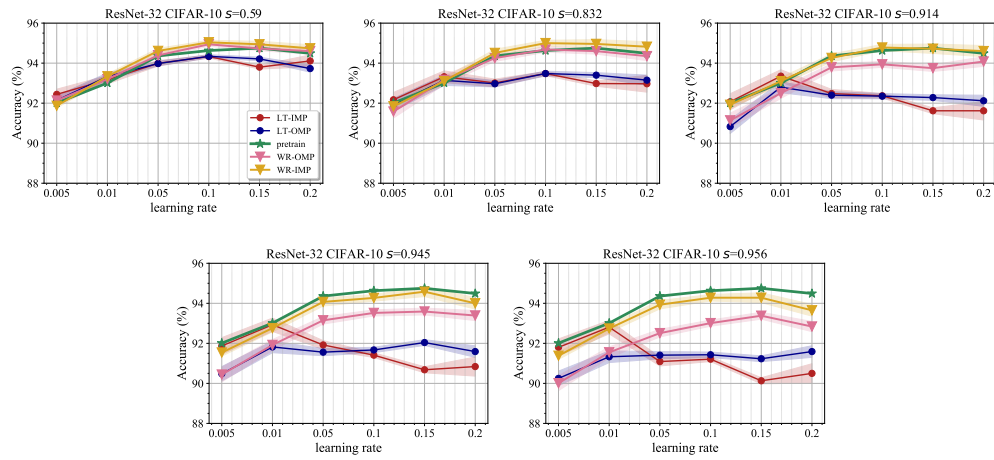 ResNet-32 CIFAR-10 s=0.59
96
94
92
90
88
Accuracy (%)
LT-IMP
LT-OMP
pretrain
WR-OMP
WR-IMP
0.005 0.01 0.05 0.1 0.15 0.2
learning rate
ResNet-32 CIFAR-10 s=0.832
96
94
92
90
88
Accuracy (%)
0.005 0.01 0.05 0.1 0.15 0.2
learning rate
ResNet-32 CIFAR-10 s=0.914
96
94
92
90
88
Accuracy (%)
0.005 0.01 0.05 0.1 0.15 0.2
learning rate
ResNet-32 CIFAR-10 s=0.945
96
94
92
90
88
Accuracy (%)
0.005 0.01 0.05 0.1 0.15 0.2
learning rate
ResNet-32 CIFAR-10 s=0.956
96
94
92
90
88
Accuracy (%)
0.005 0.01 0.05 0.1 0.15 0.2
learning rate